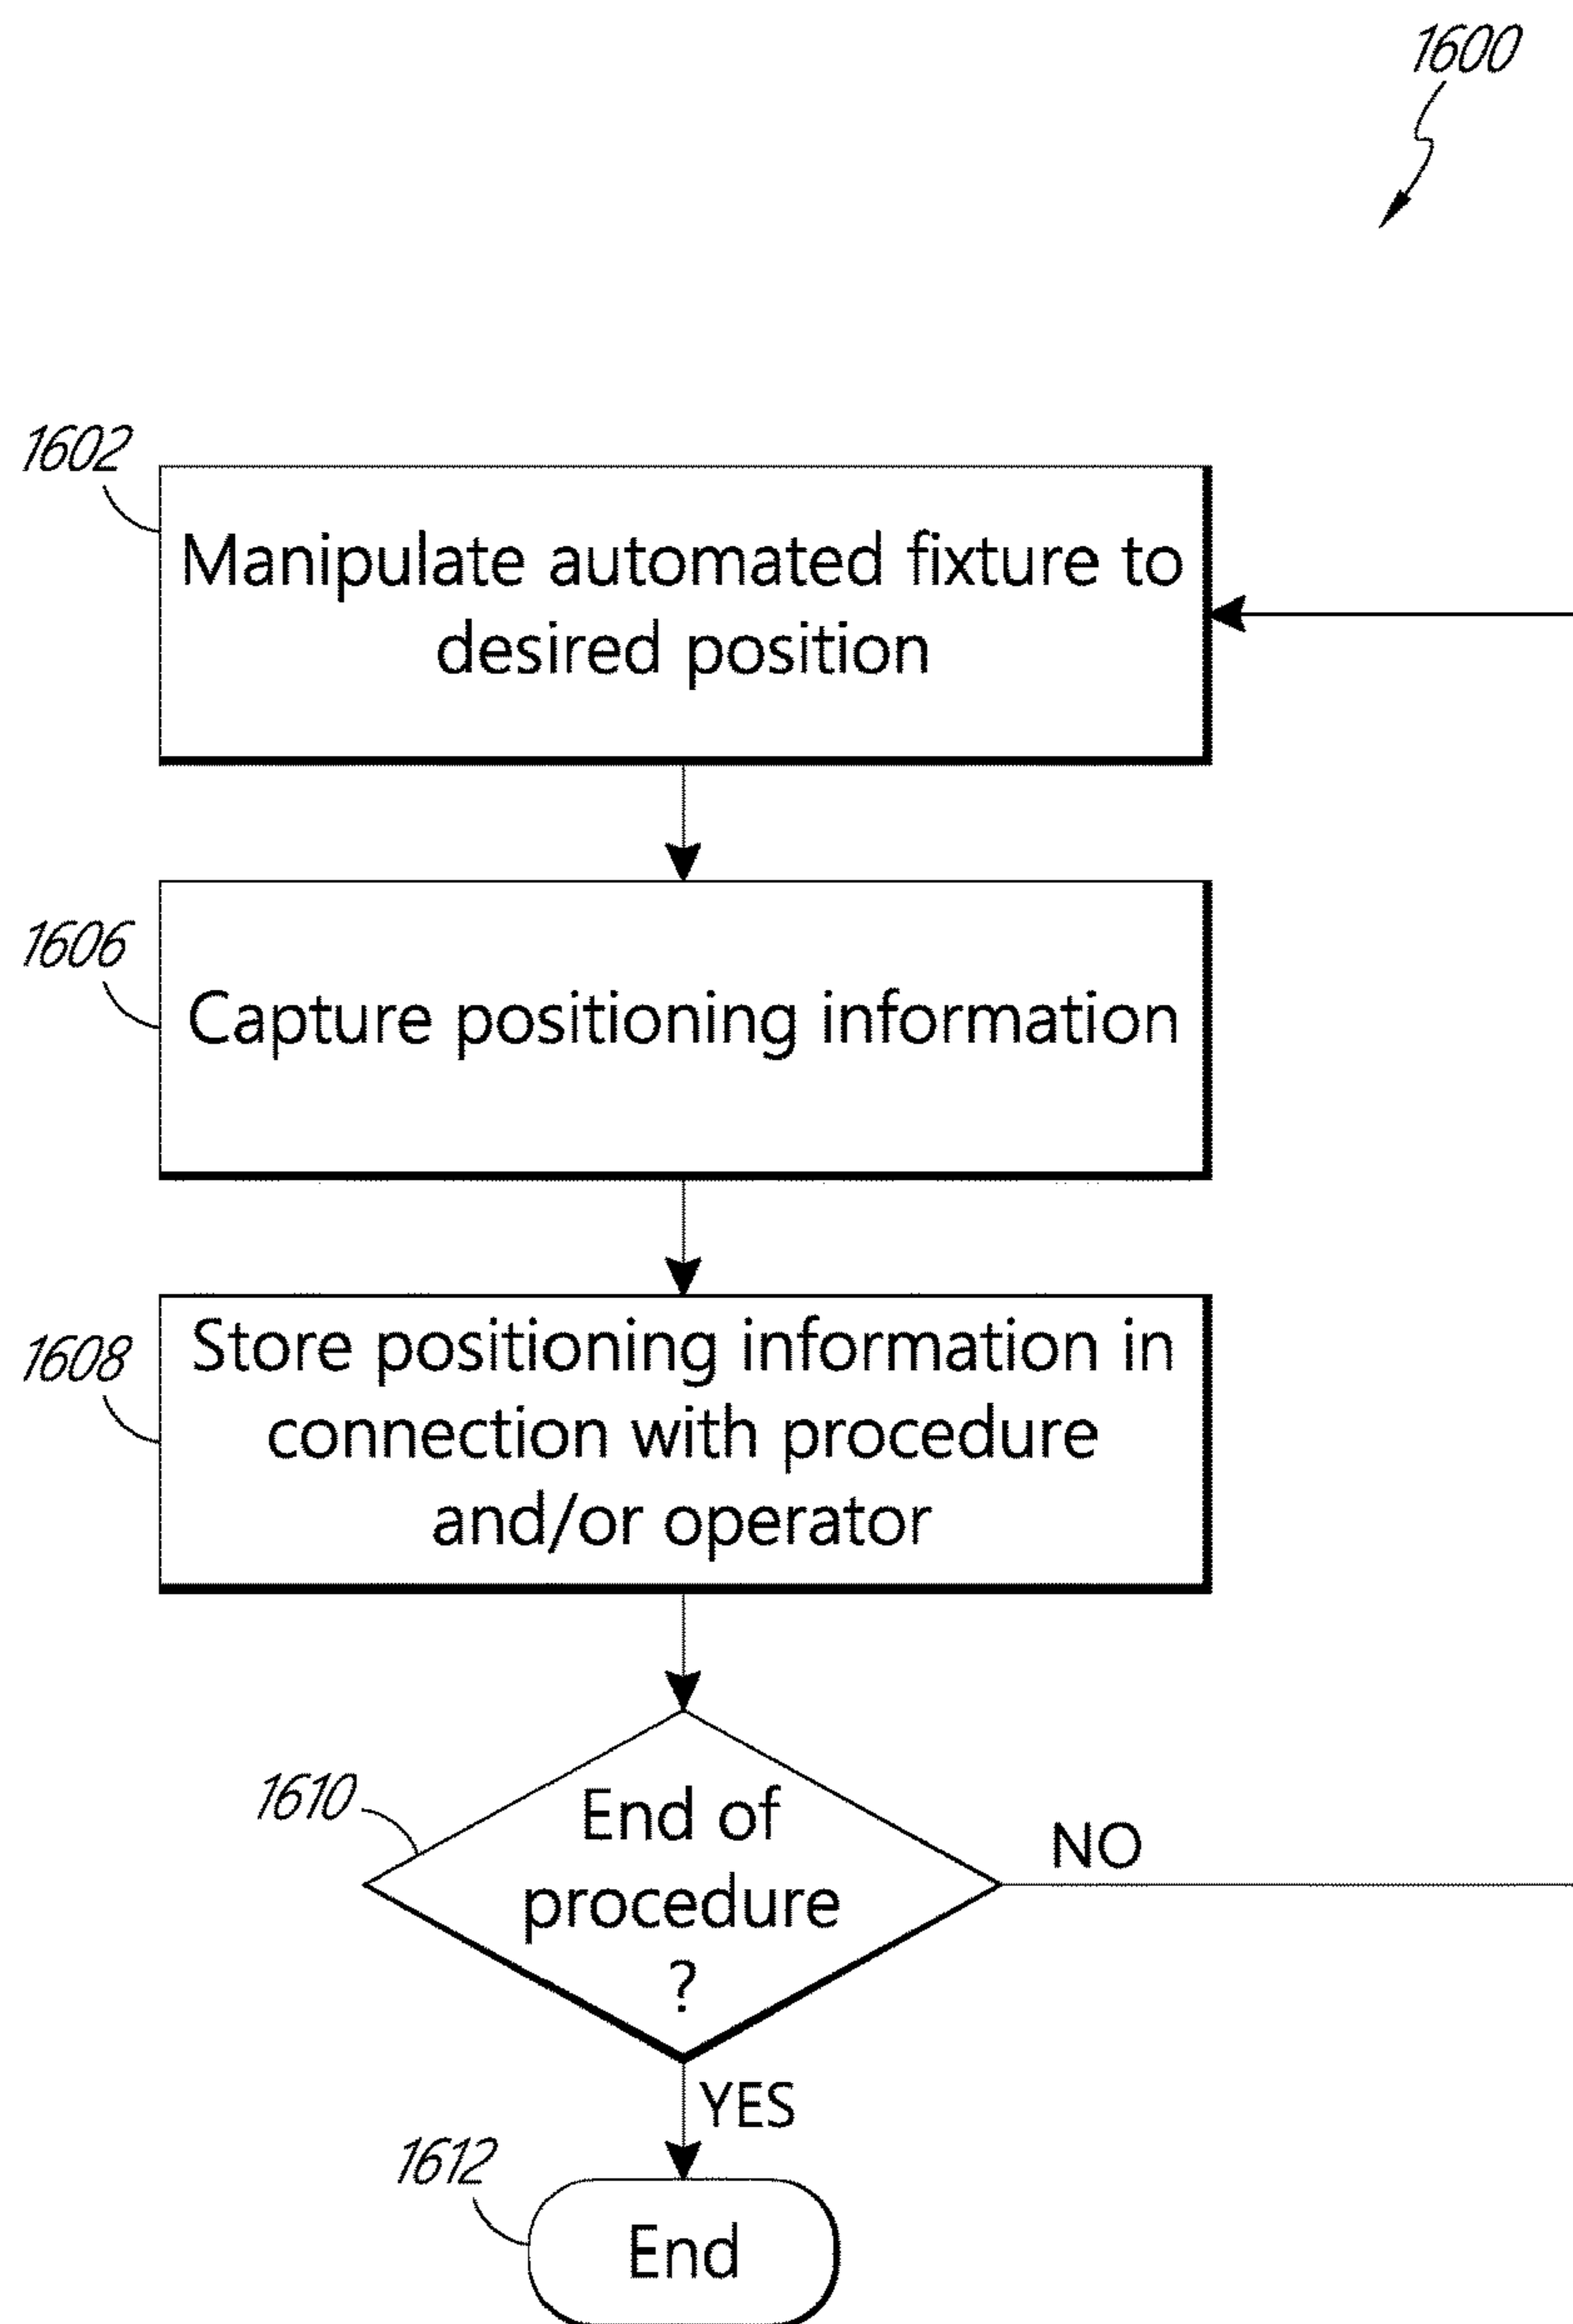 1600
1602
Manipulate automated fixture to
desired position
1606
Capture positioning information
1608
Store positioning information in
connection with procedure
and/or operator
1610
End of
procedure
?
NO
YES
1612
End